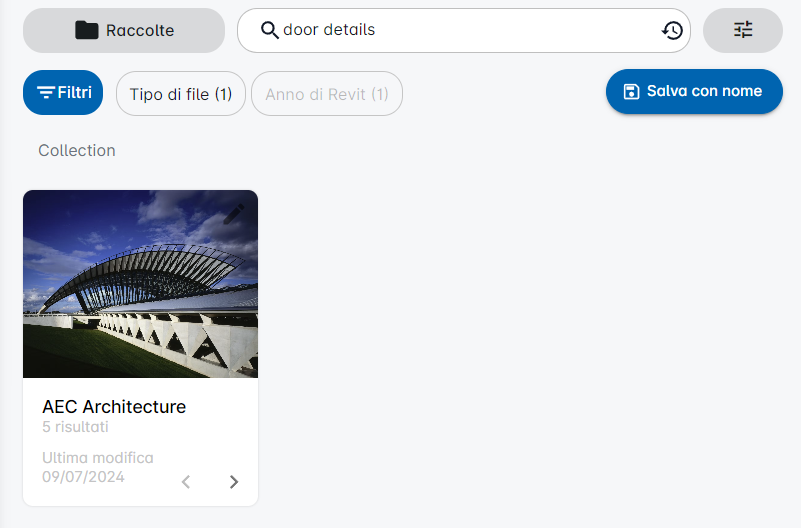 Raccolte
door details
Filtri
Tipo di file (1)
Anno di Revit (1)
Salva con nome
Collection
AEC Architecture
5 risultati
Ultima modifica
09/07/2024